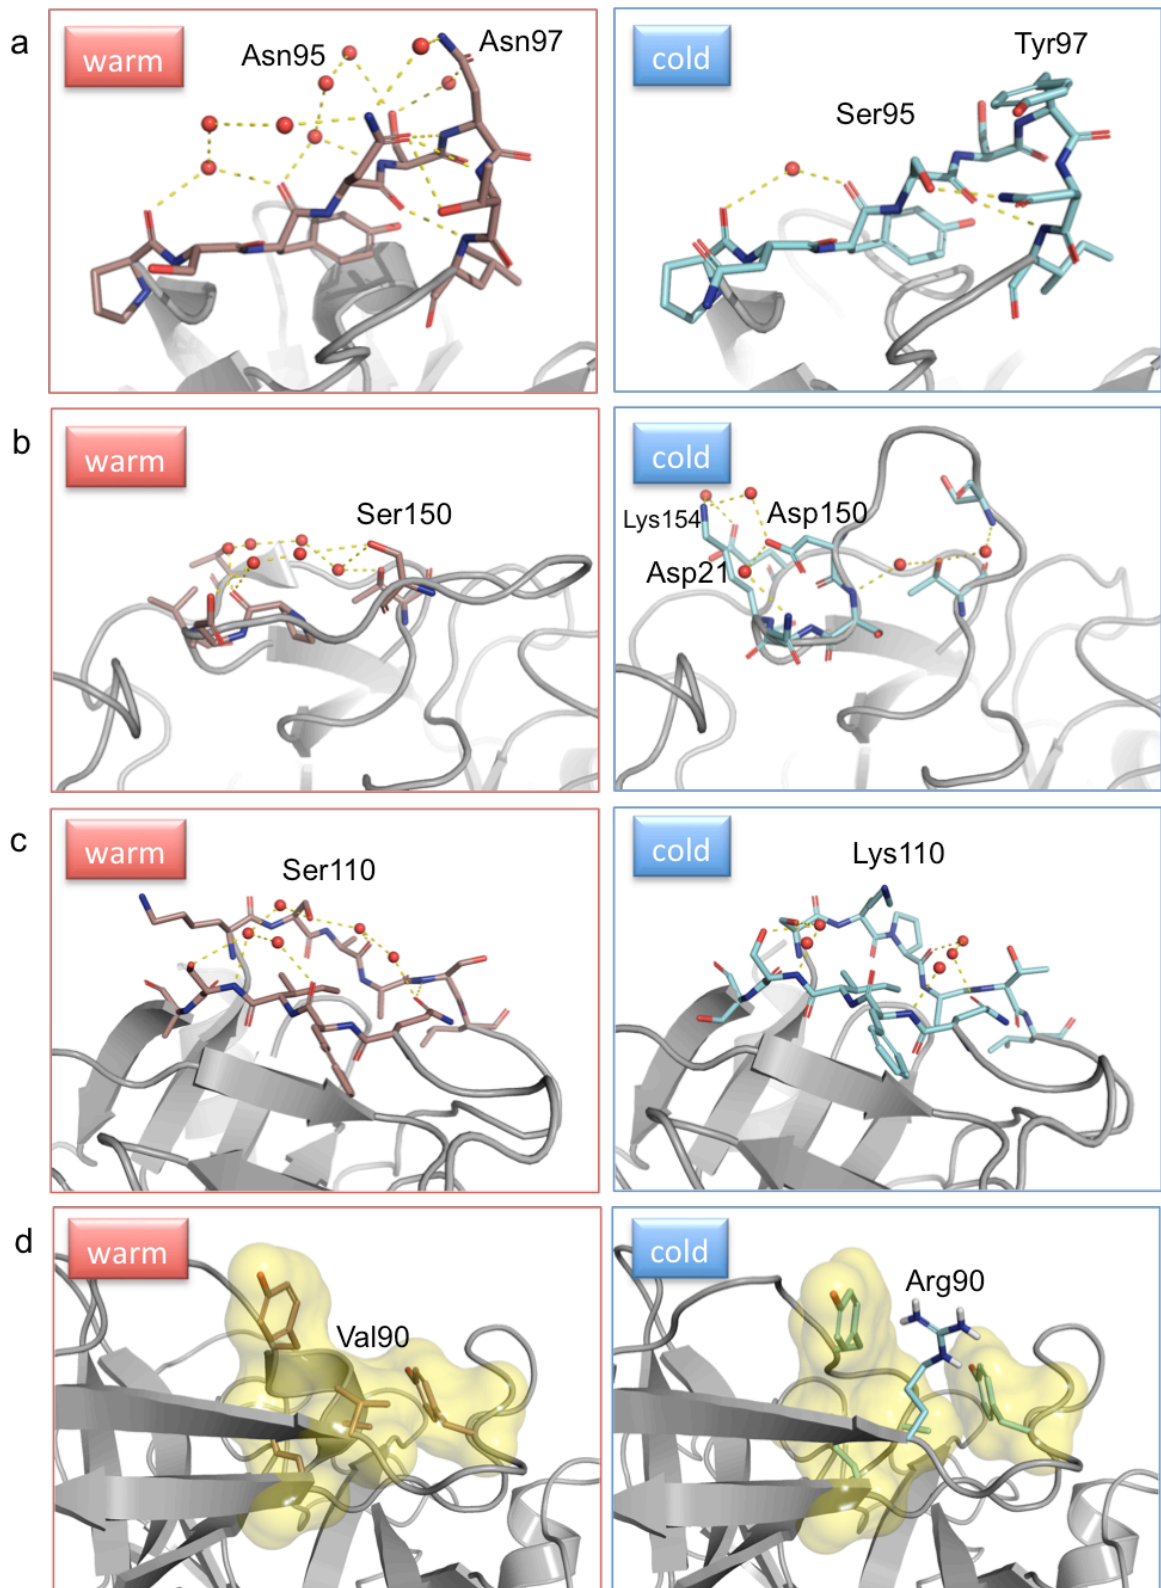 a
warm
Asn95
Asn97
cold
Ser95
Tyr97
b
warm
Ser150
cold
Lys154
Asp150
Asp21
c
warm
Ser110
cold
Lys110
d
warm
Val90
cold
Arg90